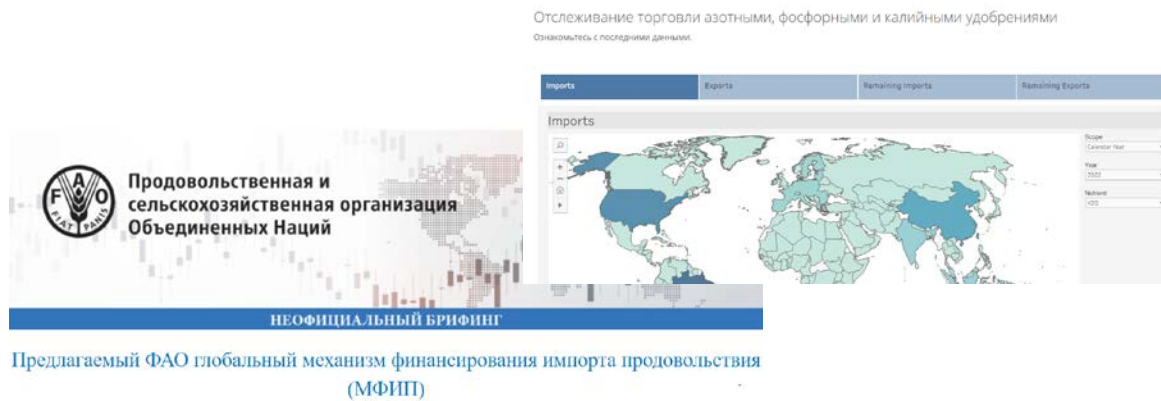 Отслеживание торговли азотными, фосфорными и калийными удобрениями
Ознакомьтесь с последними данными.
Imports
Exports
Remaining Imports
Remaining Exports
Imports
Scope
Calendar Year
Year
2022
Nutrient
K2O
FAO
FIAT PANIS
Продовольственная и
сельскохозяйственная организация
Объединенных Наций
НЕОФИЦИАЛЬНЫЙ БРИФИНГ
Предлагаемый ФАО глобальный механизм финансирования импорта продовольствия
(МФИП)